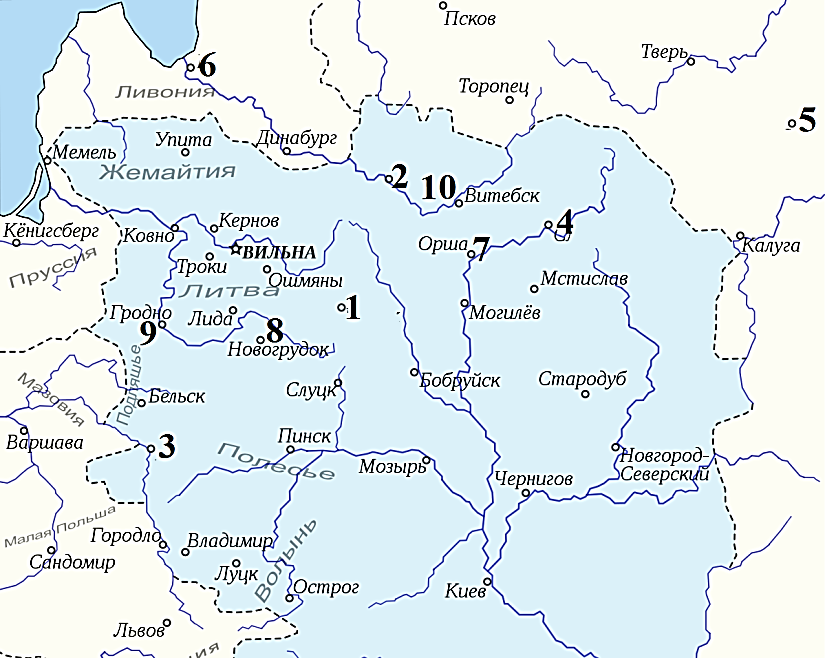 Псков
Тверь
6
Ливония
Торопец
5
Упита
Динабург
Мемель
Жемайтия
2
10
Витебск
Кёнигсберг
Ковно
Кернов
4
Орша
7
Калуга
ВИЛЬНА
Троки
Ошмяны
Пруссия
Литва
Мстислав
Гродно
9
Лида
1
Могилёв
8
Новогрудок
Подляшье
Мазовия
Бельск
Слуцк
Бобруйск
Стародуб
Варшава
3
Пинск
Полесье
Мозырь
Новгород-
Северский
Чернигов
Малая Польша
Городло
Владимир
Волынь
Сандомир
Луцк
Острог
Киев
Львов